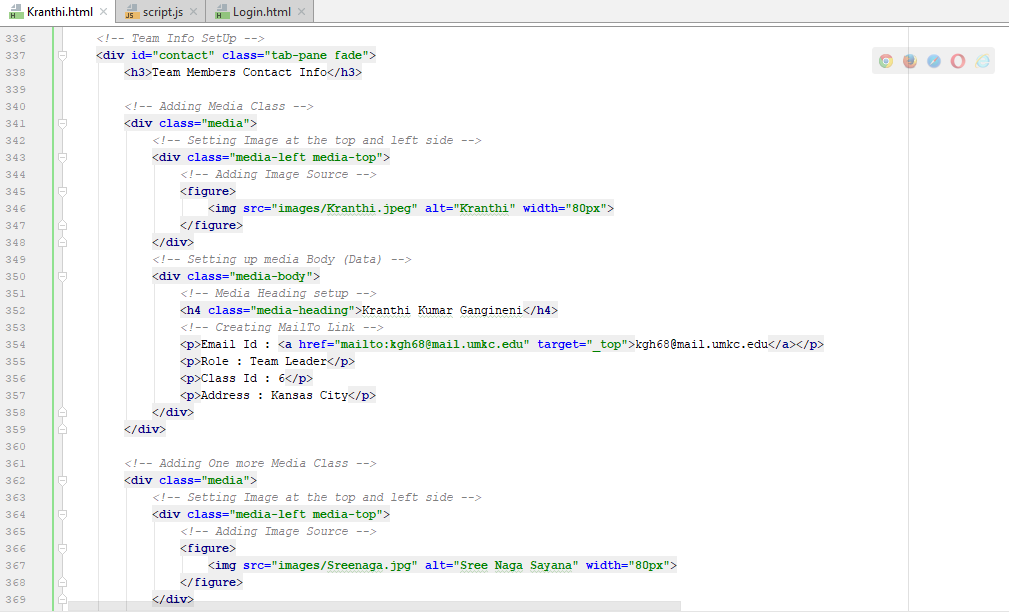 Kranthi.html script.js Login.html
336 <!-- Team Info SetUp -->
337 <div id="contact" class="tab-pane fade">
338 <h3>Team Members Contact Info</h3>
339
340 <!-- Adding Media Class -->
341 <div class="media">
342 <!-- Setting Image at the top and left side -->
343 <div class="media-left media-top">
344 <!-- Adding Image Source -->
345 <figure>
346 <img src="images/Kranthi.jpeg" alt="Kranthi" width="80px">
347 </figure>
348 </div>
349 <!-- Setting up media Body (Data) -->
350 <div class="media-body">
351 <!-- Media Heading setup -->
352 <h4 class="media-heading">Kranthi Kumar Gangineni</h4>
353 <!-- Creating MailTo Link -->
354 <p>Email Id : <a href="mailto:kgh68@mail.umkc.edu" target="_top">kgh68@mail.umkc.edu</a></p>
355 <p>Role : Team Leader</p>
356 <p>Class Id : 6</p>
357 <p>Address : Kansas City</p>
358 </div>
359 </div>
360
361 <!-- Adding One more Media Class -->
362 <div class="media">
363 <!-- Setting Image at the top and left side -->
364 <div class="media-left media-top">
365 <!-- Adding Image Source -->
366 <figure>
367 <img src="images/Sreenaga.jpg" alt="Sree Naga Sayana" width="80px">
368 </figure>
369 </div>